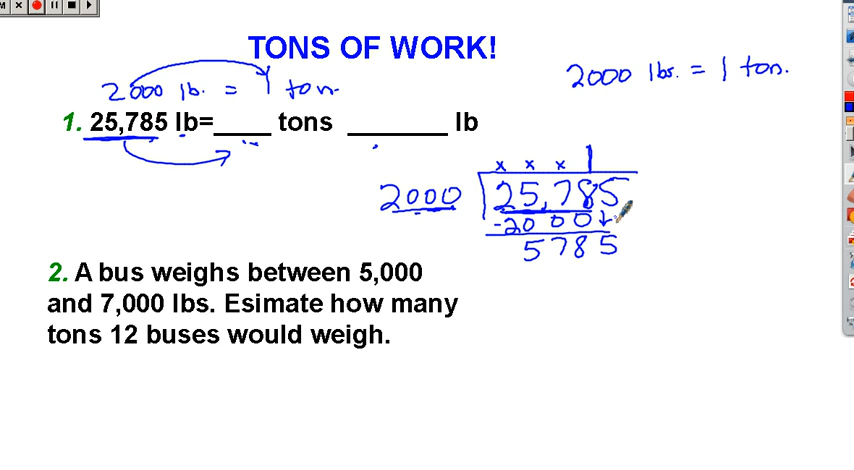 TONS OF WORK!
2000 lb. = 1 ton.
2000 lbs. = 1 ton.
1. 25,785 lb=____ tons _______ lb
x x x 1
2000 25,785
-2000
5785
2. A bus weighs between 5,000
and 7,000 lbs. Esimate how many
tons 12 buses would weigh.